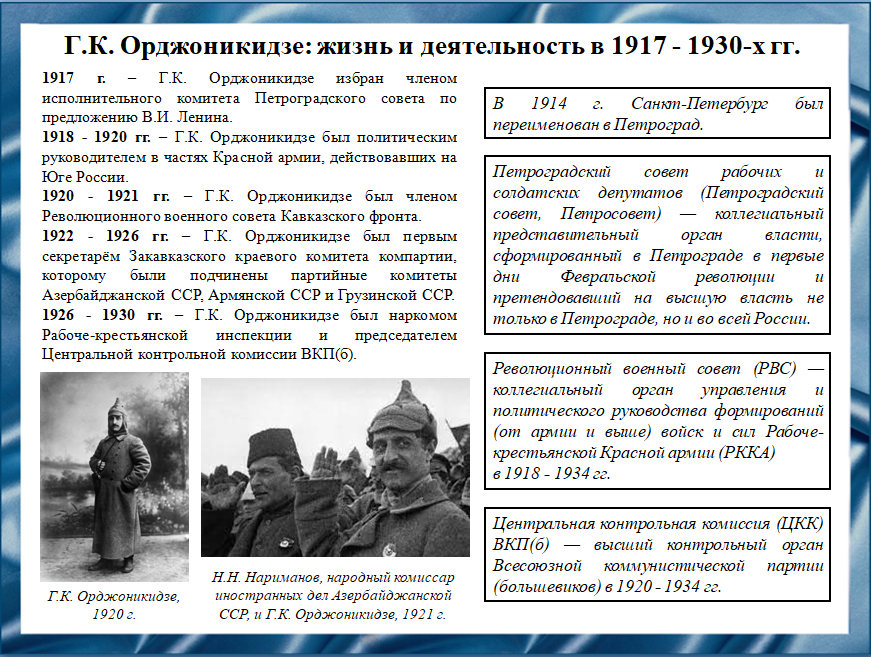 Г.К. Орджоникидзе: жизнь и деятельность в 1917 - 1930-х гг.
1917 г. – Г.К. Орджоникидзе избран членом
исполнительного комитета Петроградского совета по
предложению В.И. Ленина.
1918 - 1920 гг. – Г.К. Орджоникидзе был политическим
руководителем в частях Красной армии, действовавших на
Юге России.
1920 - 1921 гг. – Г.К. Орджоникидзе был членом
Революционного военного совета Кавказского фронта.
1922 - 1926 гг. – Г.К. Орджоникидзе был первым
секретарём Закавказского краевого комитета компартии,
которому были подчинены партийные комитеты
Азербайджанской ССР, Армянской ССР и Грузинской ССР.
1926 - 1930 гг. – Г.К. Орджоникидзе был наркомом
Рабоче-крестьянской инспекции и председателем
Центральной контрольной комиссии ВКП(б).
Г.К. Орджоникидзе,
1920 г.
Н.Н. Нариманов, народный комиссар
иностранных дел Азербайджанской
ССР, и Г.К. Орджоникидзе, 1921 г.
В 1914 г. Санкт-Петербург был
переименован в Петроград.
Петроградский совет рабочих и
солдатских депутатов (Петроградский
совет, Петросовет) — коллегиальный
представительный орган власти,
сформированный в Петрограде в первые
дни Февральской революции и
претендовавший на высшую власть не
только в Петрограде, но и во всей России.
Революционный военный совет (РВС) —
коллегиальный орган управления и
политического руководства формирований
(от армии и выше) войск и сил Рабоче-
крестьянской Красной армии (РККА)
в 1918 - 1934 гг.
Центральная контрольная комиссия (ЦКК)
ВКП(б) — высший контрольный орган
Всесоюзной коммунистической партии
(большевиков) в 1920 - 1934 гг.